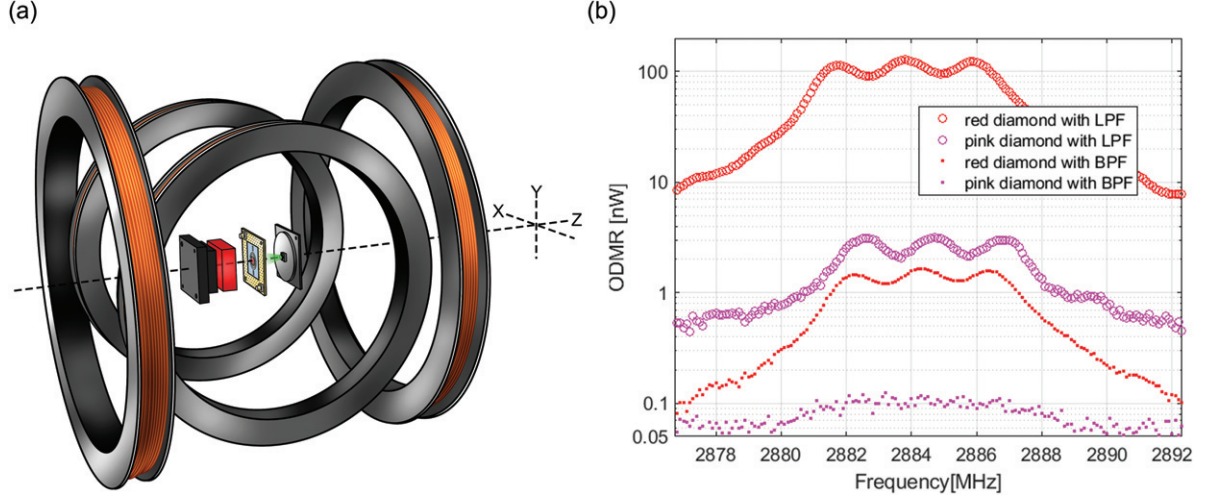 (a)
X
Y
Z
(b)
ODMR [nW]
100
10
1
0.1
0.05
red diamond with LPF
pink diamond with LPF
red diamond with BPF
pink diamond with BPF
2878 2880 2882 2884 2886 2888 2890 2892
Frequency[MHz]